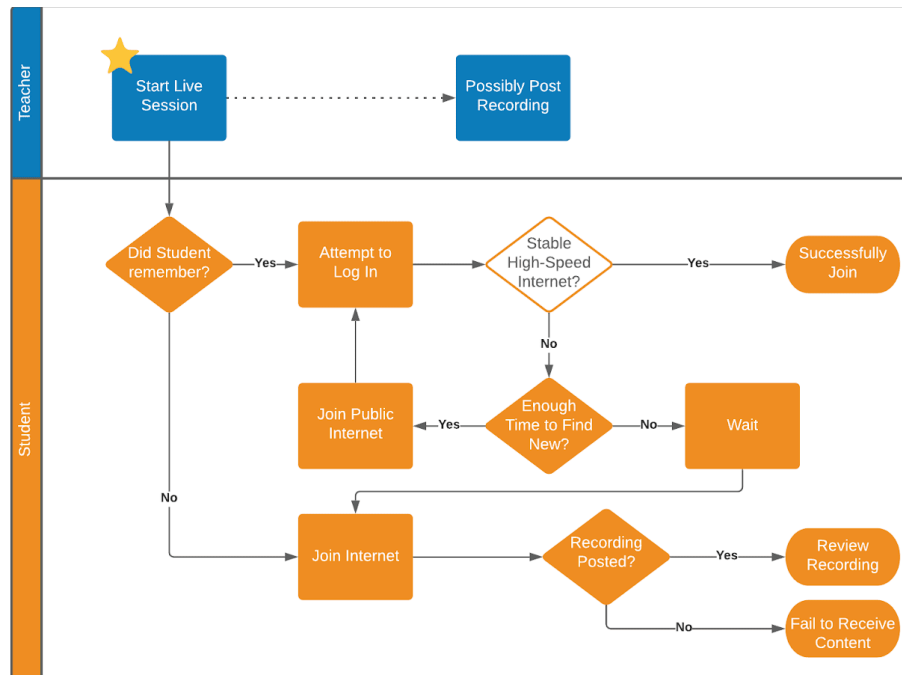 Teacher
Start Live
Session
Possibly Post
Recording
Student
Did Student
remember?
Yes
Attempt to
Log In
Stable
High-Speed
Internet?
Yes
Successfully
Join
No
Join Public
Internet
Yes
Enough
Time to Find
New?
No
Wait
No
Join Internet
Recording
Posted?
Yes
Review
Recording
No
Fail to Receive
Content